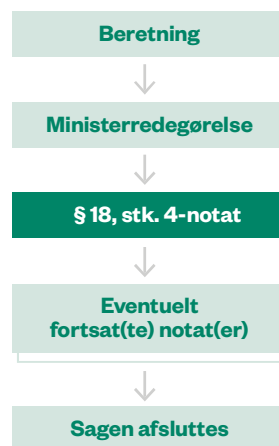 Beretning
Ministerredegørelse
§ 18, stk. 4-notat
Eventuelt
fortsat(te) notat(er)
Sagen afsluttes